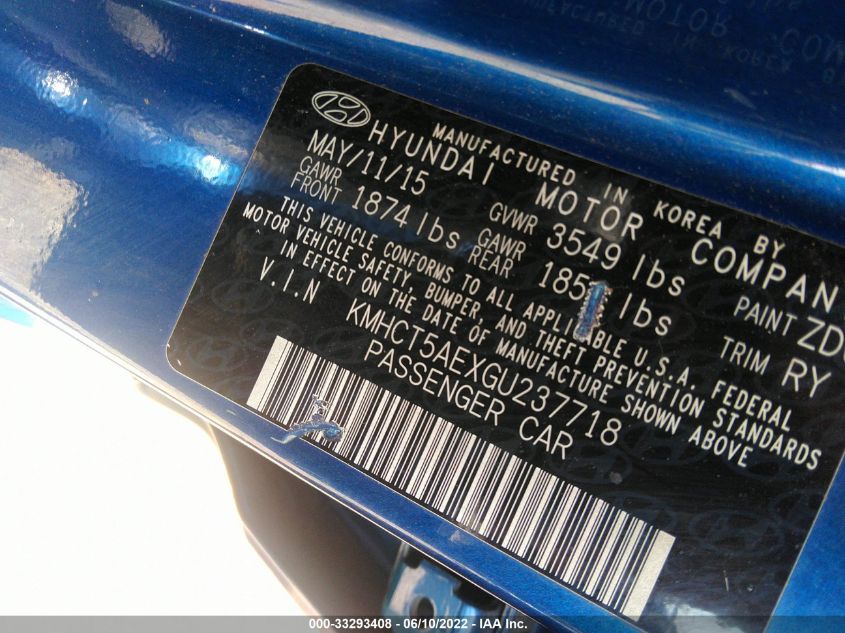 MANUFACTURED IN KOREA BY
HYUNDAI MOTOR COMPAN
MAY/11/15 GVWR 3549 lbs PAINT
GAWR FRONT 1874 lbs GAWR REAR lbs TRIM RY
THIS VEHICLE CONFORMS TO ALL APPLICABLE U.S.A. FEDERAL
MOTOR VEHICLE SAFETY, BUMPER, AND THEFT PREVENTION STANDARDS
IN EFFECT ON THE DATE OF MANUFACTURE SHOWN ABOVE
V.I.N KMHCT5AEXGU237718
PASSENGER CAR
000-33293408 - 06/10/2022 - IAA Inc.